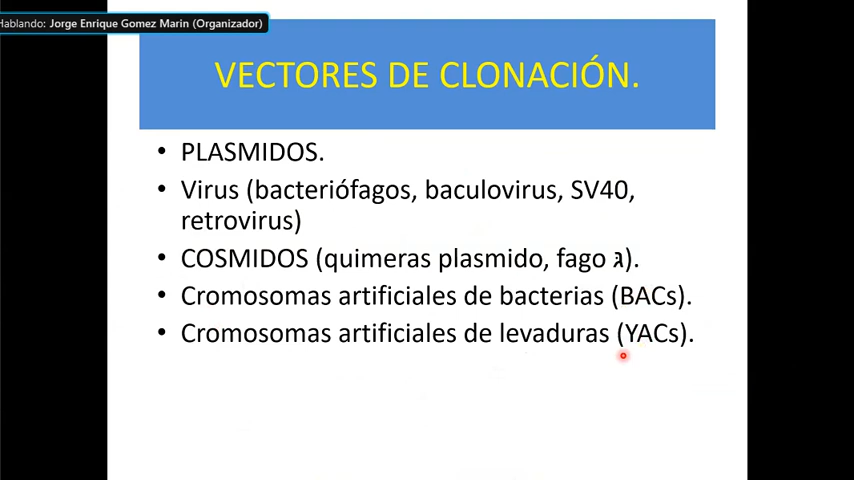 Hablando: Jorge Enrique Gomez Marin (Organizador)
VECTORES DE CLONACIÓN.
• PLASMIDOS.
• Virus (bacteriófagos, baculovirus, SV40,
retrovirus)
• COSMIDOS (quimeras plasmido, fago ג).
• Cromosomas artificiales de bacterias (BACs).
• Cromosomas artificiales de levaduras (YACs).